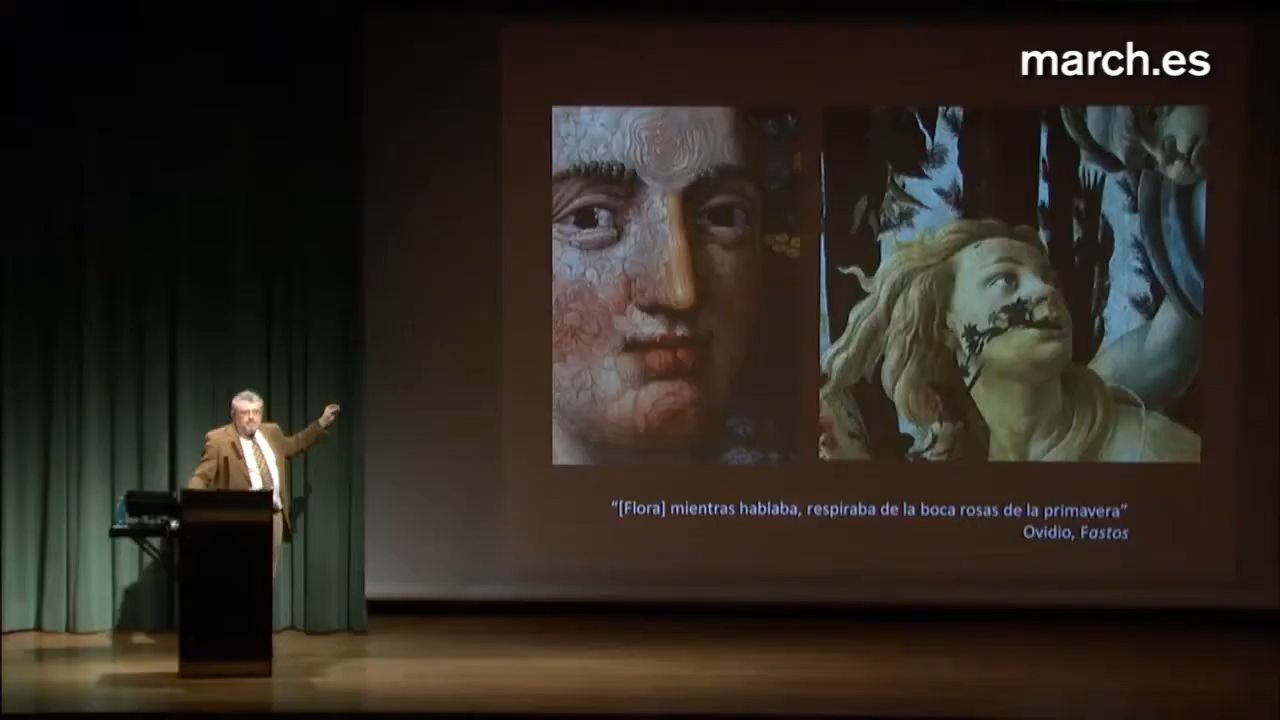 march.es
“[Flora] mientras hablaba, respiraba de la boca rosas de la primavera”
Ovidio, Fastos